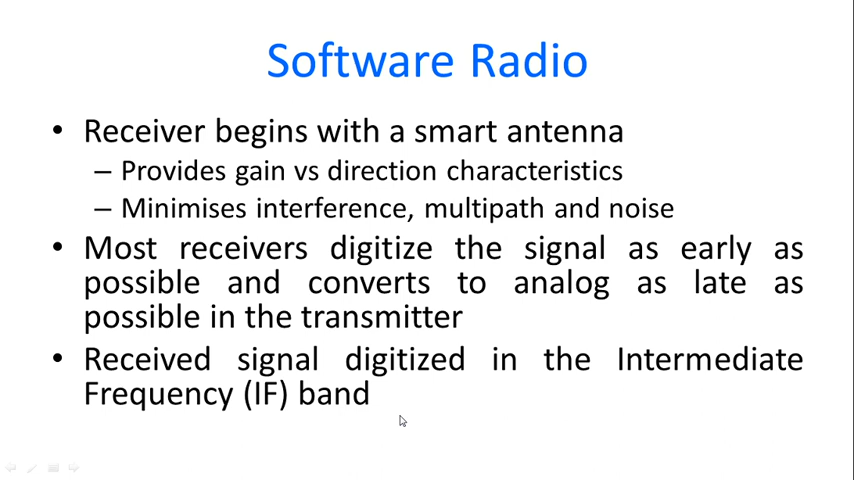 Software Radio
• Receiver begins with a smart antenna
– Provides gain vs direction characteristics
– Minimises interference, multipath and noise
• Most receivers digitize the signal as early as
possible and converts to analog as late as
possible in the transmitter
• Received signal digitized in the Intermediate
Frequency (IF) band